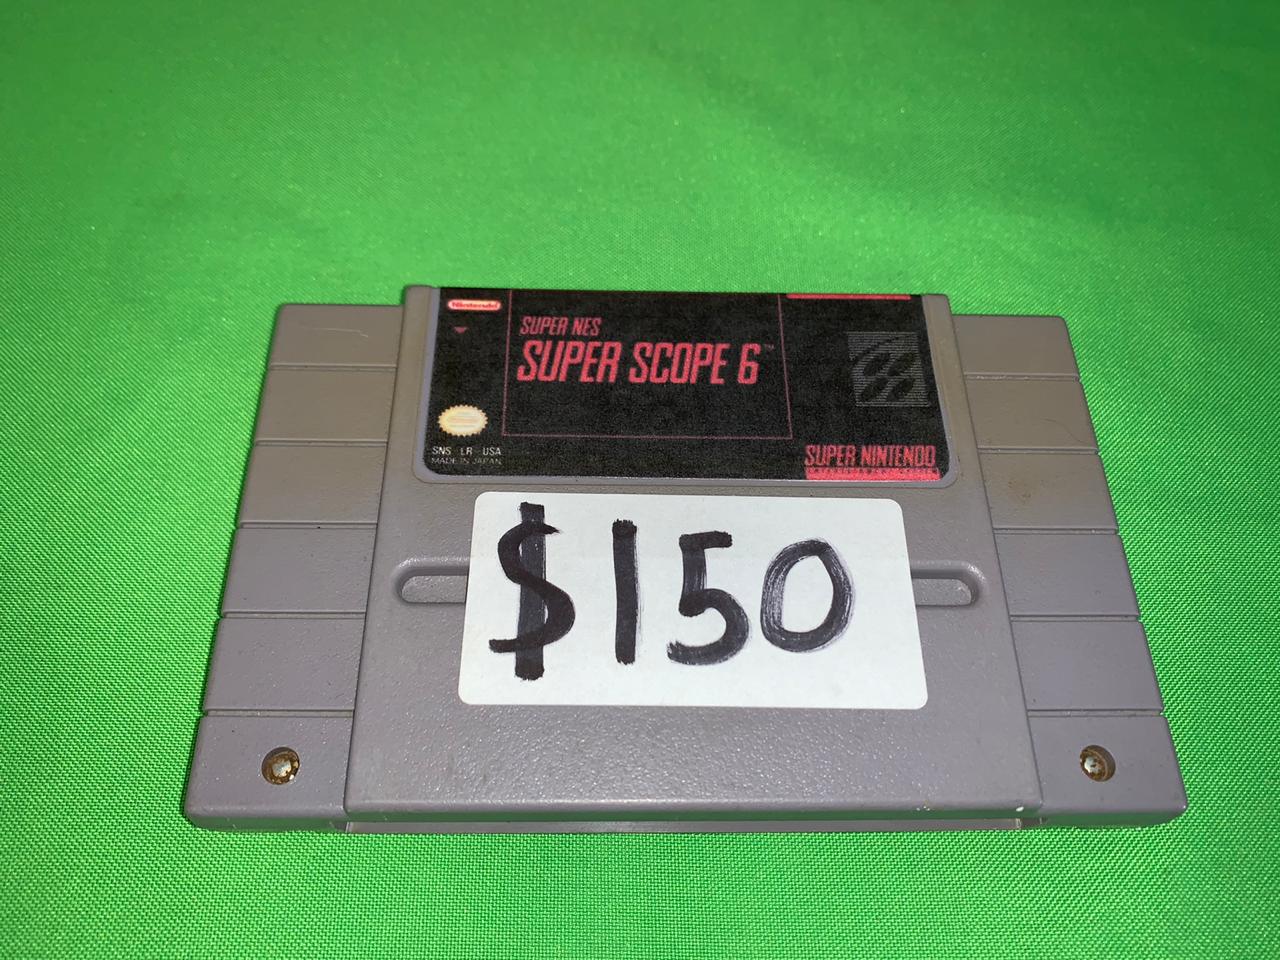 Nintendo
SUPER NES
SUPER SCOPE 6™
SNS LR USA
MADE IN JAPAN
SUPER NINTENDO
$150